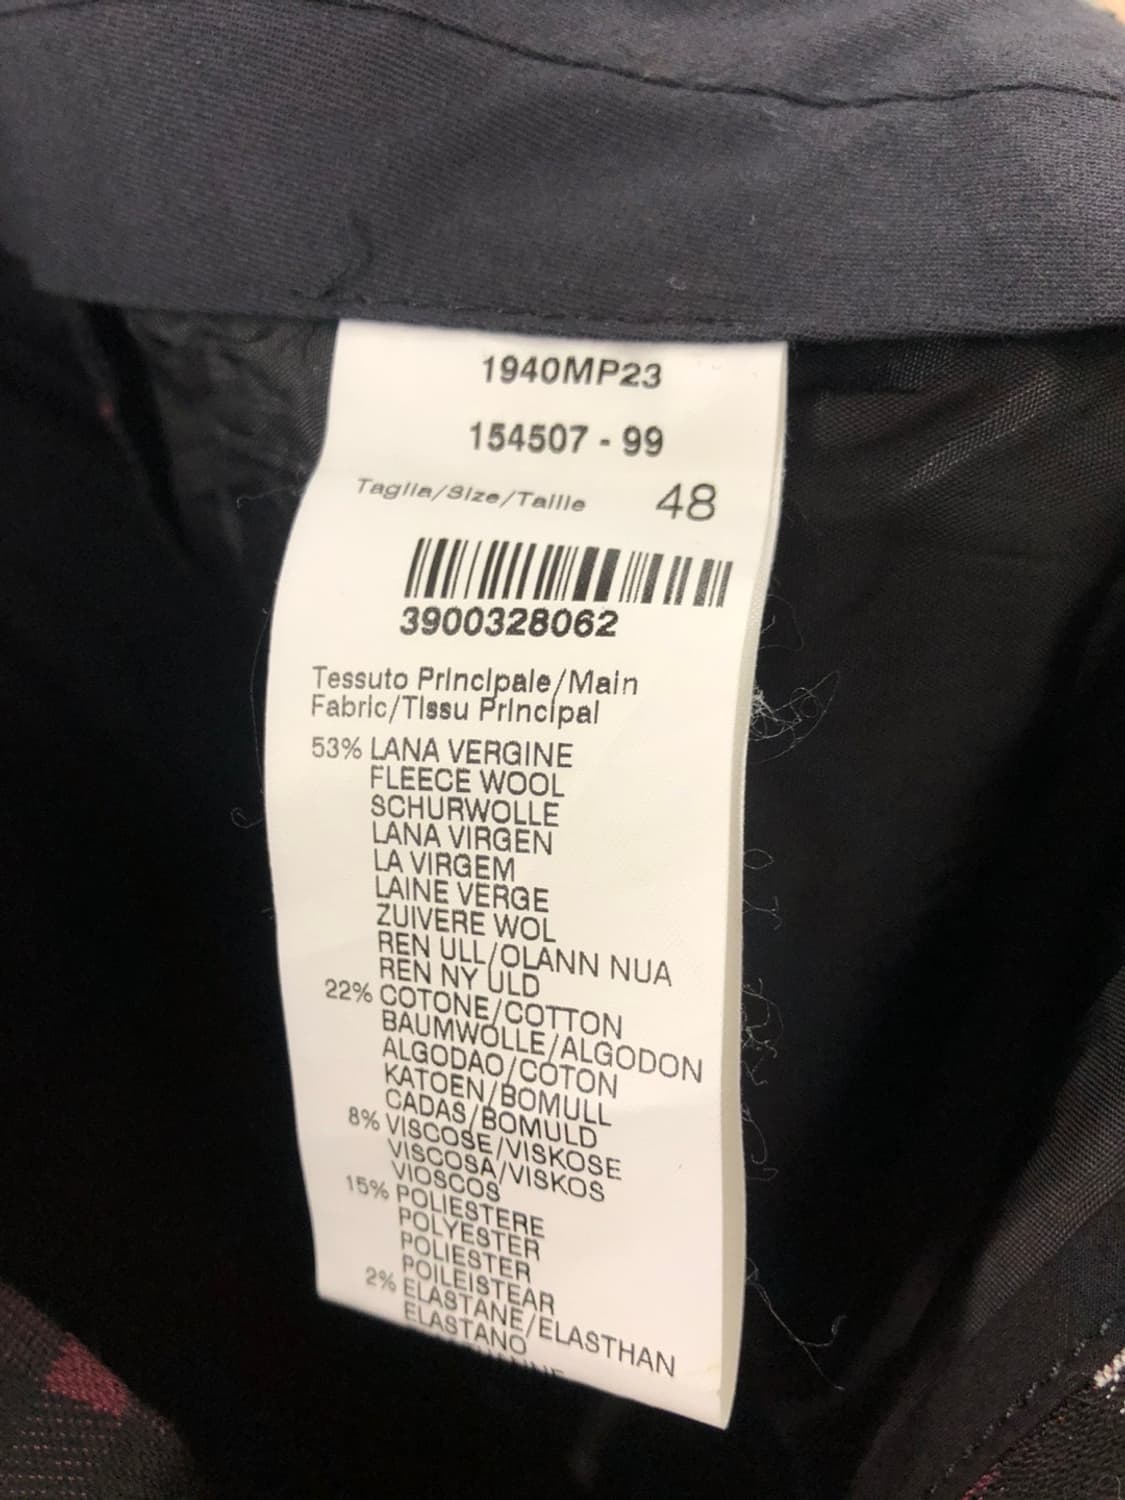 1940MP23
154507 - 99
Taglia/Size/Taille 48
3900328062
Tessuto Principale/Main
Fabric/Tissu Principal
53% LANA VERGINE
FLEECE WOOL
SCHURWOLLE
LANA VIRGEN
LA VIRGEM
LAINE VERGE
ZUIVERE WOL
REN ULL/OLANN NUA
REN NY ULD
22% COTONE/COTTON
BAUMWOLLE/ALGODON
ALGODAO/COTON
KATOEN/BOMULL
CADAS/BOMULD
8% VISCOSE/VISKOSE
VISCOSA/VISKOS
VIOSCOS
15% POLIESTERE
POLYESTER
POLIESTER
POILEISTEAR
2% ELASTANE/ELASTHAN
ELASTANO